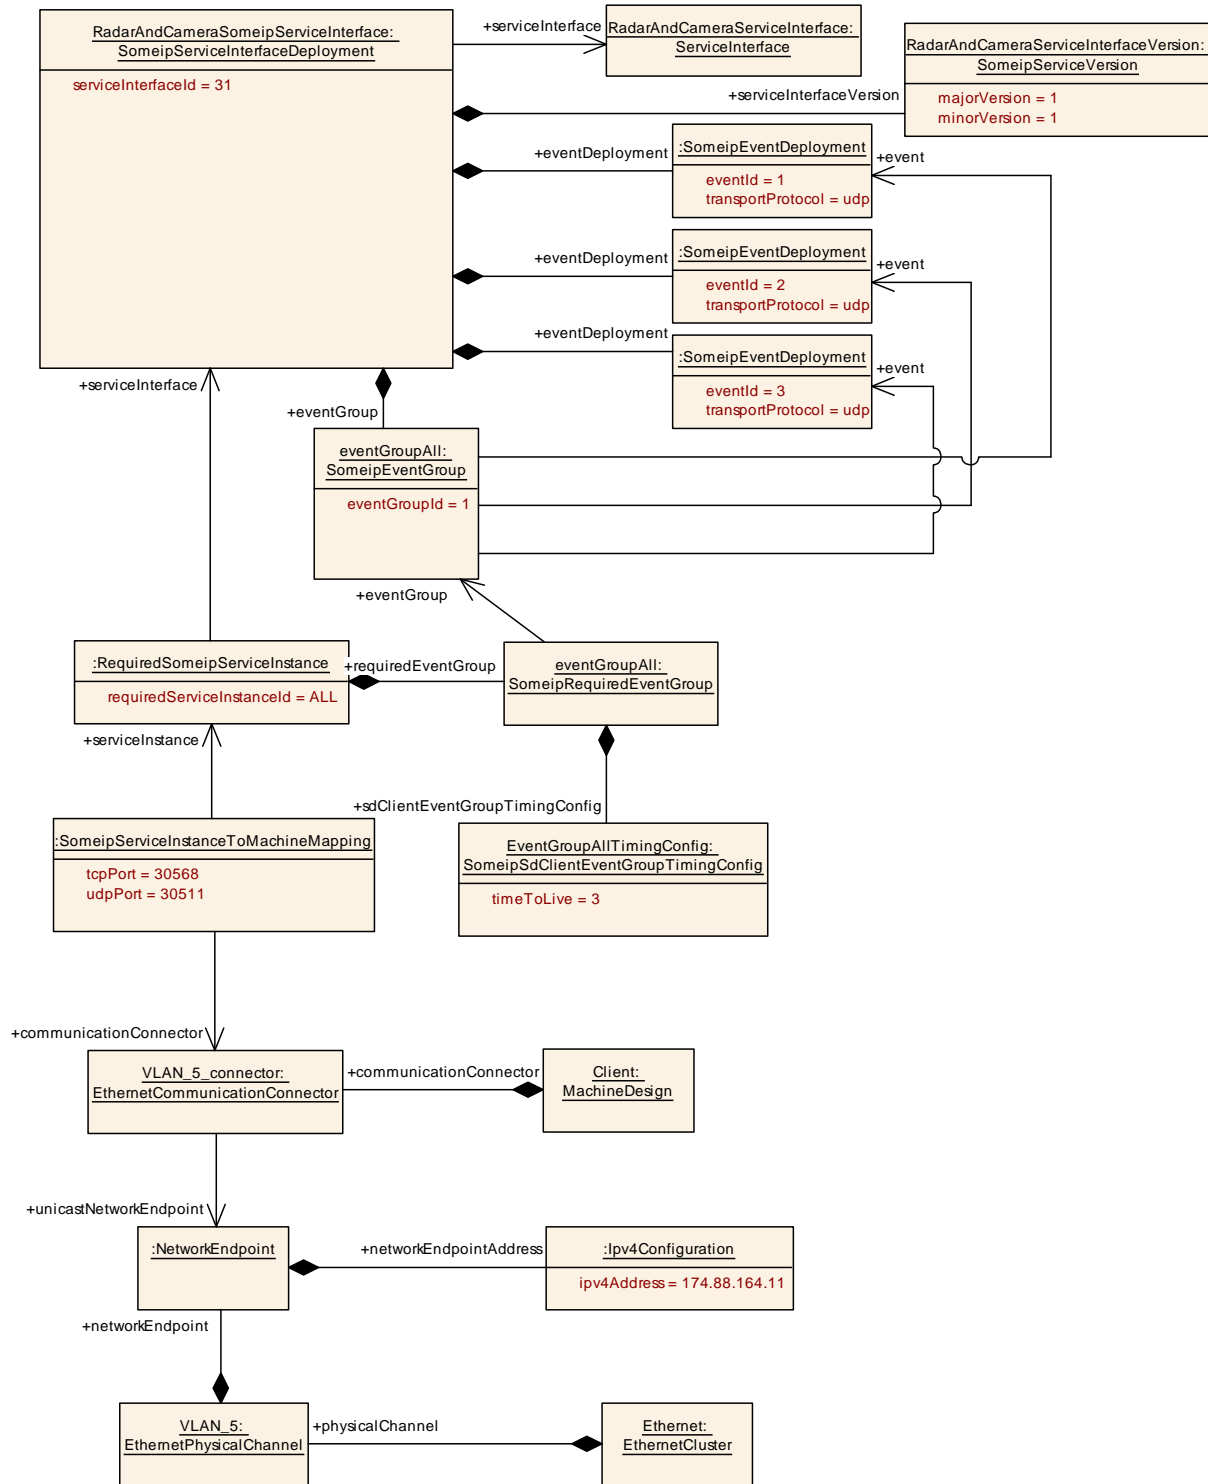 RadarAndCameraSomeipServiceInterface:
SomeipServiceInterfaceDeployment
serviceInterfaceId = 31
+serviceInterface
RadarAndCameraServiceInterface:
ServiceInterface
RadarAndCameraServiceInterfaceVersion:
SomeipServiceVersion
majorVersion = 1
minorVersion = 1
+serviceInterfaceVersion
+eventDeployment
:SomeipEventDeployment
eventId = 1
transportProtocol = udp
+event
+eventDeployment
:SomeipEventDeployment
eventId = 2
transportProtocol = udp
+event
+eventDeployment
:SomeipEventDeployment
eventId = 3
transportProtocol = udp
+event
+serviceInterface
+eventGroup
eventGroupAll:
SomeipEventGroup
eventGroupId = 1
+eventGroup
:RequiredSomeipServiceInstance
requiredServiceInstanceId = ALL
+requiredEventGroup
eventGroupAll:
SomeipRequiredEventGroup
+serviceInstance
+sdClientEventGroupTimingConfig
:SomeipServiceInstanceToMachineMapping
tcpPort = 30568
udpPort = 30511
EventGroupAllTimingConfig:
SomeipSdClientEventGroupTimingConfig
timeToLive = 3
+communicationConnector
VLAN_5_connector:
EthernetCommunicationConnector
+communicationConnector
Client:
MachineDesign
+unicastNetworkEndpoint
:NetworkEndpoint
+networkEndpointAddress
:Ipv4Configuration
ipv4Address = 174.88.164.11
+networkEndpoint
VLAN_5:
EthernetPhysicalChannel
+physicalChannel
Ethernet:
EthernetCluster